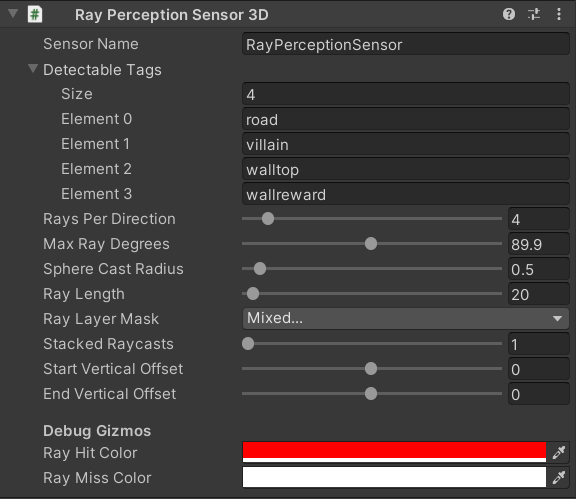 # Ray Perception Sensor 3D
Sensor Name RayPerceptionSensor
Detectable Tags
Size 4
Element 0 road
Element 1 villain
Element 2 walltop
Element 3 wallreward
Rays Per Direction 4
Max Ray Degrees 89.9
Sphere Cast Radius 0.5
Ray Length 20
Ray Layer Mask Mixed...
Stacked Raycasts 1
Start Vertical Offset 0
End Vertical Offset 0
Debug Gizmos
Ray Hit Color
Ray Miss Color